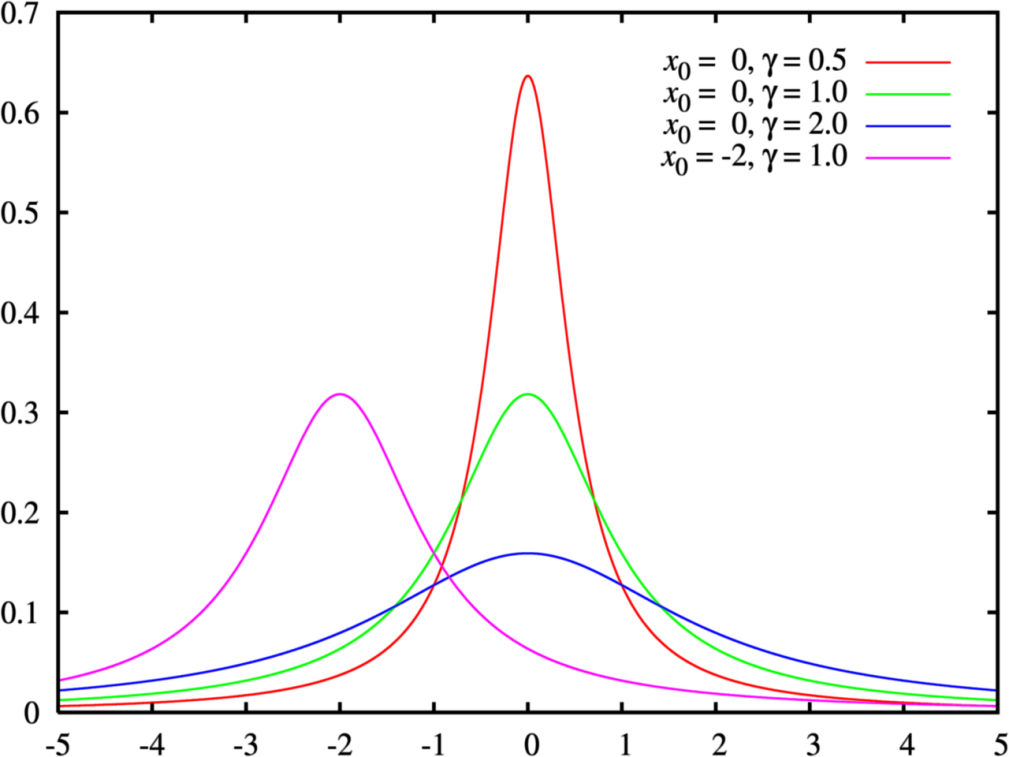 0.7
0.6
0.5
0.4
0.3
0.2
0.1
0
-5 -4 -3 -2 -1 0 1 2 3 4 5
x₀ = 0, γ = 0.5
x₀ = 0, γ = 1.0
x₀ = 0, γ = 2.0
x₀ = -2, γ = 1.0